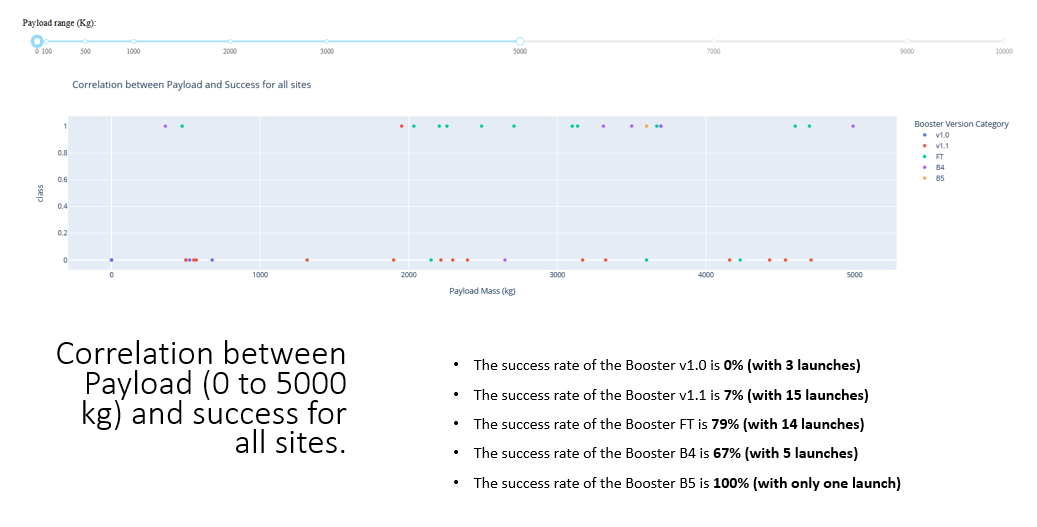 Payload range (Kg):
0 100 500 1000 2000 3000 5000 7000 9000 10000
Correlation between Payload and Success for all sites
Booster Version Category
v1.0
v1.1
FT
B4
B5
class
1
0.8
0.6
0.4
0.2
0
0 1000 2000 3000 4000 5000
Payload Mass (kg)
Correlation between
Payload (0 to 5000
kg) and success for
all sites.
• The success rate of the Booster v1.0 is 0% (with 3 launches)
• The success rate of the Booster v1.1 is 7% (with 15 launches)
• The success rate of the Booster FT is 79% (with 14 launches)
• The success rate of the Booster B4 is 67% (with 5 launches)
• The success rate of the Booster B5 is 100% (with only one launch)